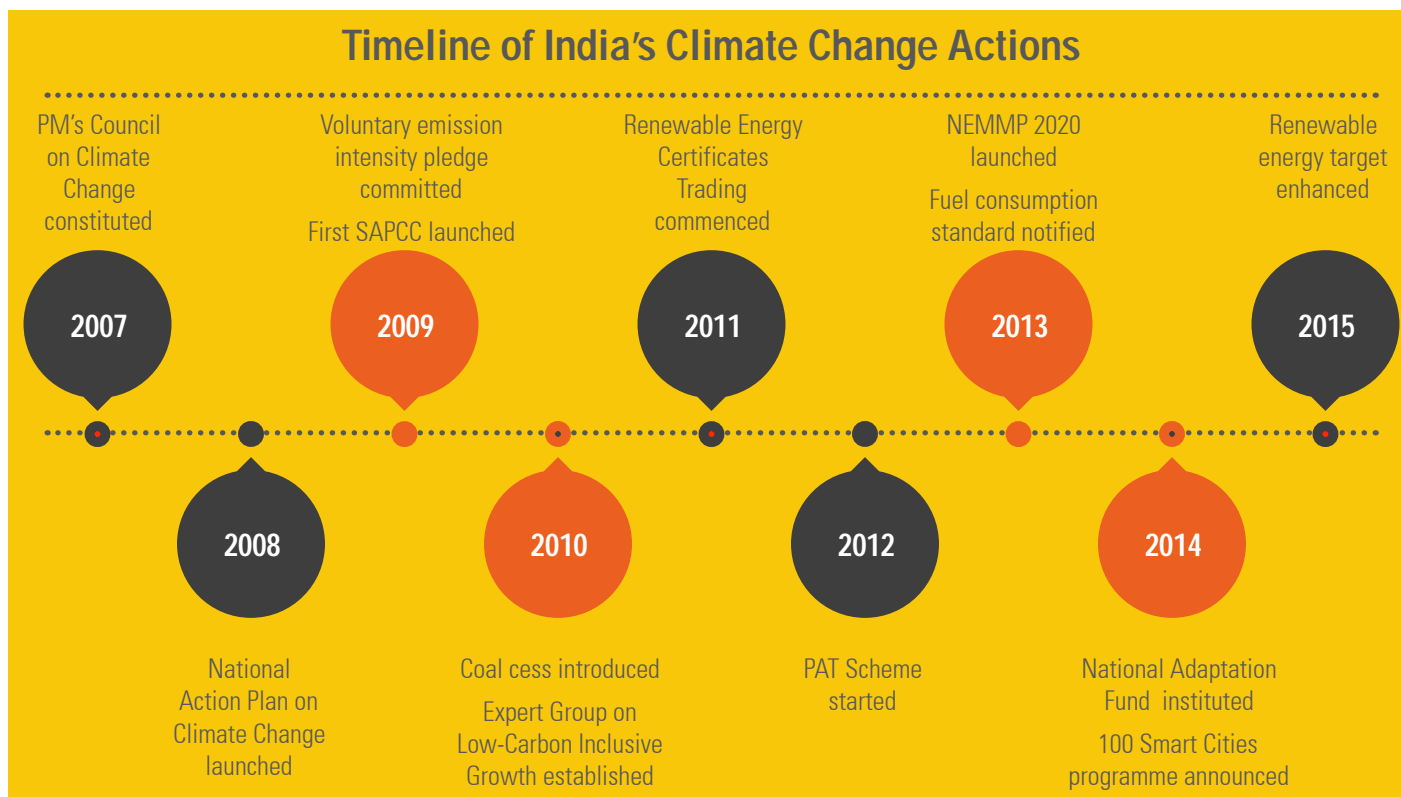 Timeline of India's Climate Change Actions
PM's Council
on Climate
Change
constituted
2007
National
Action Plan on
Climate Change
launched
2008
Voluntary emission
intensity pledge
committed
First SAPCC launched
2009
Coal cess introduced
Expert Group on
Low-Carbon Inclusive
Growth established
2010
Renewable Energy
Certificates
Trading
commenced
2011
PAT Scheme
started
2012
NEMMP 2020
launched
Fuel consumption
standard notified
2013
National Adaptation
Fund instituted
100 Smart Cities
programme announced
2014
Renewable
energy target
enhanced
2015